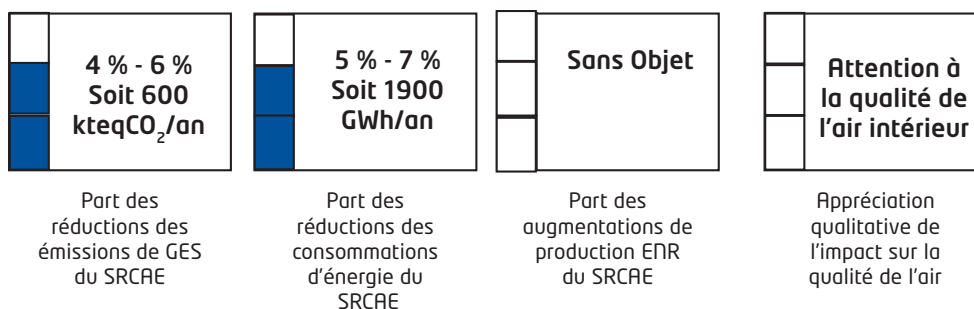 4 % - 6 %
Soit 600
kteqCO₂/an
5 % - 7 %
Soit 1900
GWh/an
Sans Objet
Attention à
la qualité de
l'air intérieur
Part des
réductions des
émissions de GES
du SRCAE
Part des
réductions des
consommations
d'énergie du
SRCAE
Part des
augmentations de
production ENR
du SRCAE
Appréciation
qualitative de
l'impact sur la
qualité de l'air